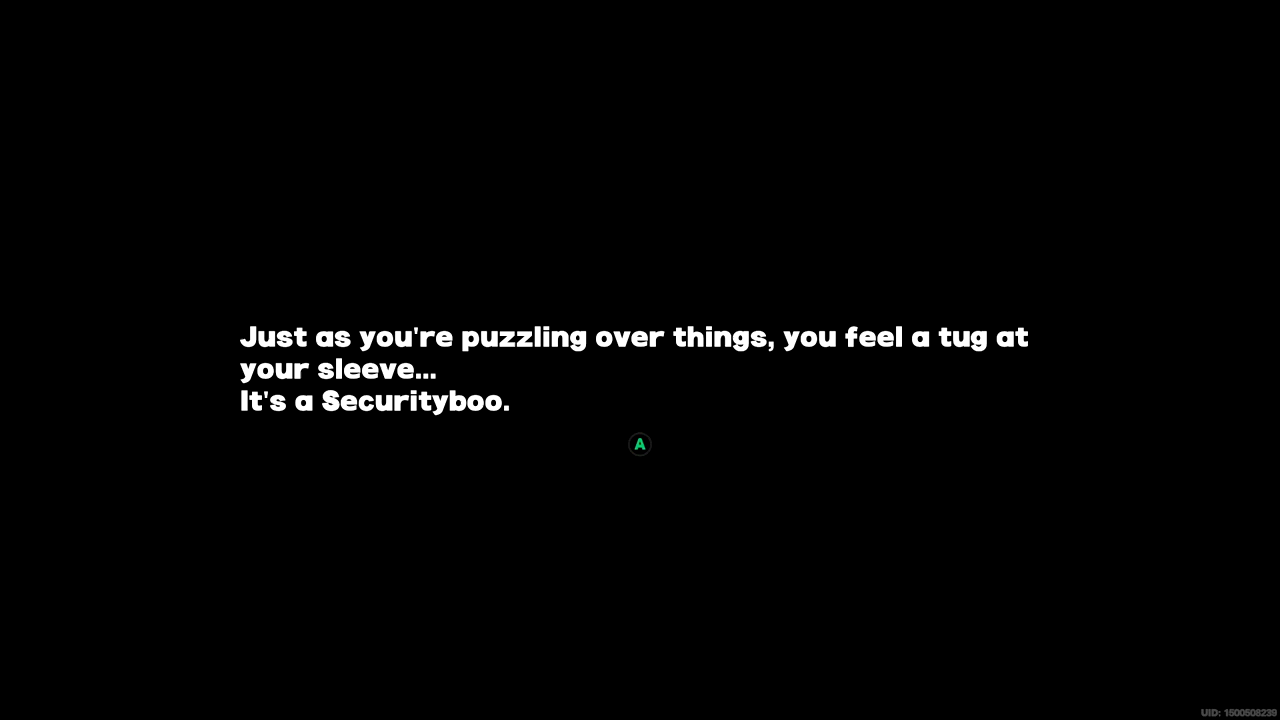 Just as you're puzzling over things, you feel a tug at
your sleeve...
It's a Securityboo.
A
UID: 1500508239